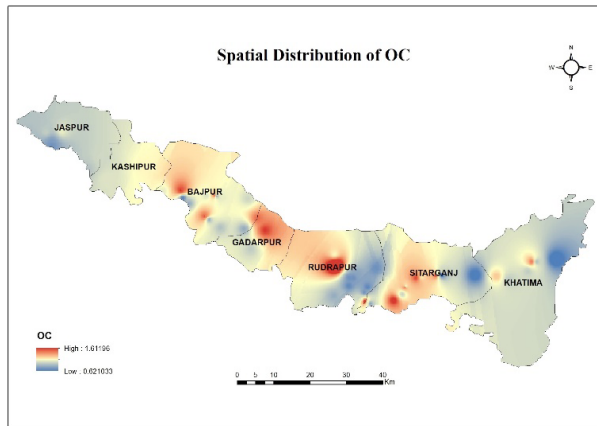 Spatial Distribution of OC
N
W E
S
JASPUR
KASHIPUR
BAJPUR
GADARPUR
RUDRAPUR
SITARGANJ
KHATIMA
OC
High : 1.61196
Low : 0.621033
0 5 10 20 30 40
Km